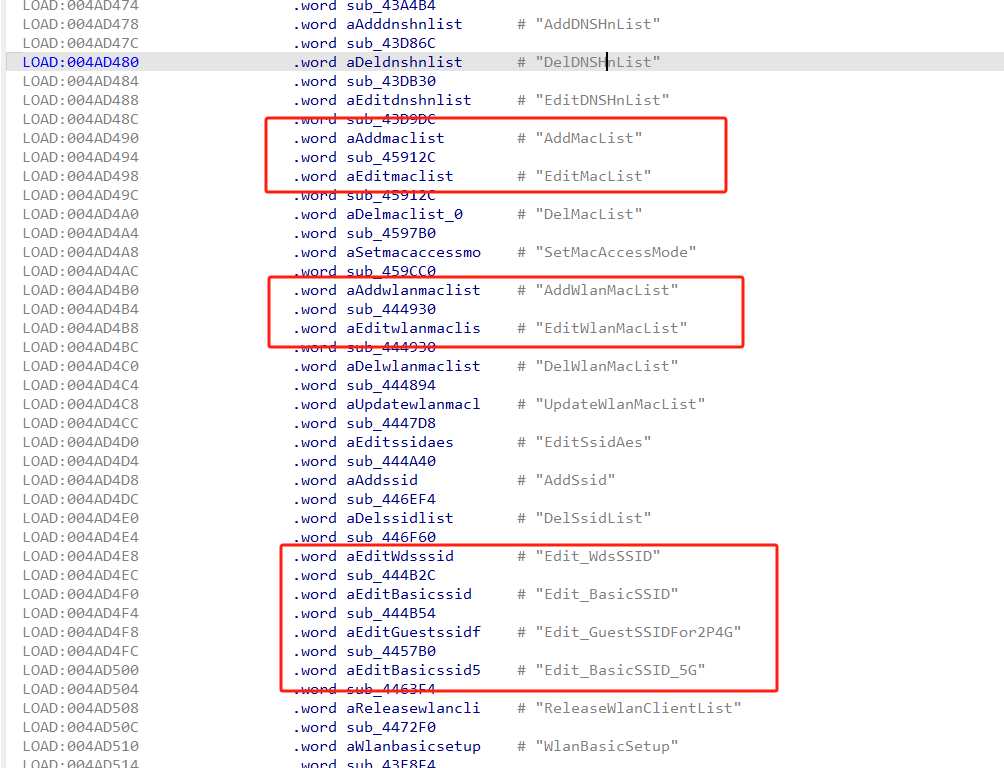 LOAD:004AD474 .word sub_43A4B4
LOAD:004AD478 .word aAdddnshnlist # "AddDNSHnList"
LOAD:004AD47C .word sub_43D86C
LOAD:004AD480 .word aDeldnshnlist # "DelDNSHnList"
LOAD:004AD484 .word sub_43DB30
LOAD:004AD488 .word aEditdnshnlist # "EditDNSHnList"
LOAD:004AD48C .word sub_43D9DC
LOAD:004AD490 .word aAddmaclist # "AddMacList"
LOAD:004AD494 .word sub_45912C
LOAD:004AD498 .word aEditmaclist # "EditMacList"
LOAD:004AD49C .word sub_45912C
LOAD:004AD4A0 .word aDelmaclist_0 # "DelMacList"
LOAD:004AD4A4 .word sub_4597B0
LOAD:004AD4A8 .word aSetmacaccessmo # "SetMacAccessMode"
LOAD:004AD4AC .word sub_459CC0
LOAD:004AD4B0 .word aAddwlanmaclist # "AddWlanMacList"
LOAD:004AD4B4 .word sub_444930
LOAD:004AD4B8 .word aEditwlanmaclis # "EditWlanMacList"
LOAD:004AD4BC .word sub_444930
LOAD:004AD4C0 .word aDelwlanmaclist # "DelWlanMacList"
LOAD:004AD4C4 .word sub_444894
LOAD:004AD4C8 .word aUpdatewlanmacl # "UpdateWlanMacList"
LOAD:004AD4CC .word sub_4447D8
LOAD:004AD4D0 .word aEditssidaes # "EditSsidAes"
LOAD:004AD4D4 .word sub_444A40
LOAD:004AD4D8 .word aAddssid # "AddSsid"
LOAD:004AD4DC .word sub_446EF4
LOAD:004AD4E0 .word aDelssidlist # "DelSsidList"
LOAD:004AD4E4 .word sub_446F60
LOAD:004AD4E8 .word aEditWdsssid # "Edit_WdsSSID"
LOAD:004AD4EC .word sub_444B2C
LOAD:004AD4F0 .word aEditBasicssid # "Edit_BasicSSID"
LOAD:004AD4F4 .word sub_444B54
LOAD:004AD4F8 .word aEditGuestssidf # "Edit_GuestSSIDFor2P4G"
LOAD:004AD4FC .word sub_4457B0
LOAD:004AD500 .word aEditBasicssid5 # "Edit_BasicSSID_5G"
LOAD:004AD504 .word sub_4463F4
LOAD:004AD508 .word aReleasewlancli # "ReleaseWlanClientList"
LOAD:004AD50C .word sub_4472F0
LOAD:004AD510 .word aWlanbasicsetup # "WlanBasicSetup"
LOAD:004AD514 .word sub_43F8F4